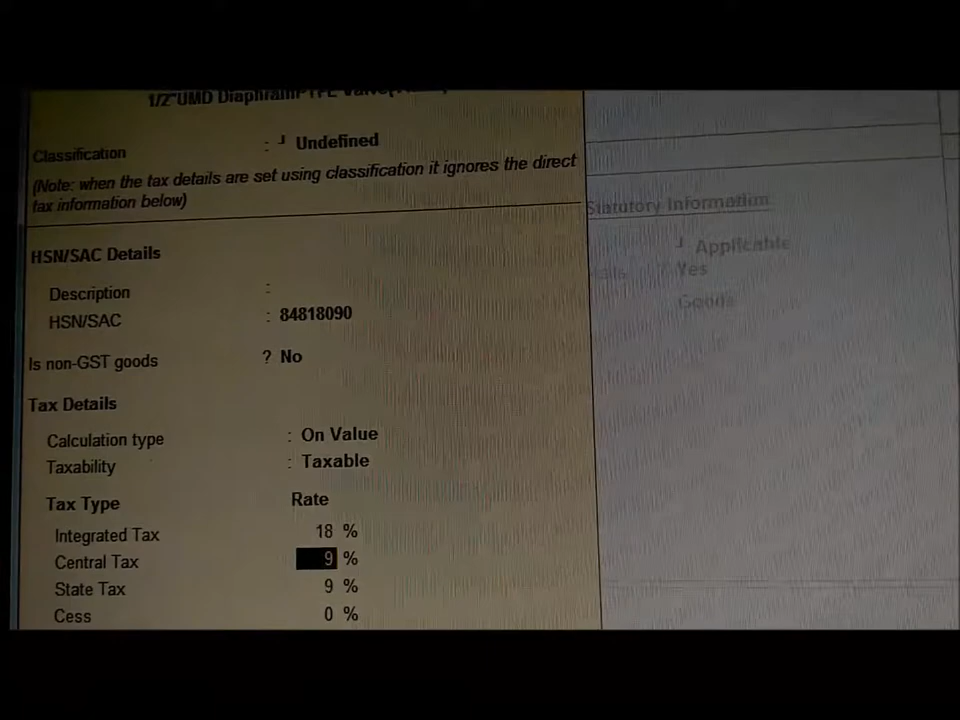 1/2"UMD Diaphram PTFE Valve
Classification : ┘ Undefined
(Note: when the tax details are set using classification it ignores the direct
tax information below)
Statutory Information
HSN/SAC Details
┘ Applicable
Description :
? Yes
HSN/SAC : 84818090
Goods
Is non-GST goods ? No
Tax Details
Calculation type : On Value
Taxability : Taxable
Tax Type Rate
Integrated Tax 18 %
Central Tax 9 %
State Tax 9 %
Cess 0 %